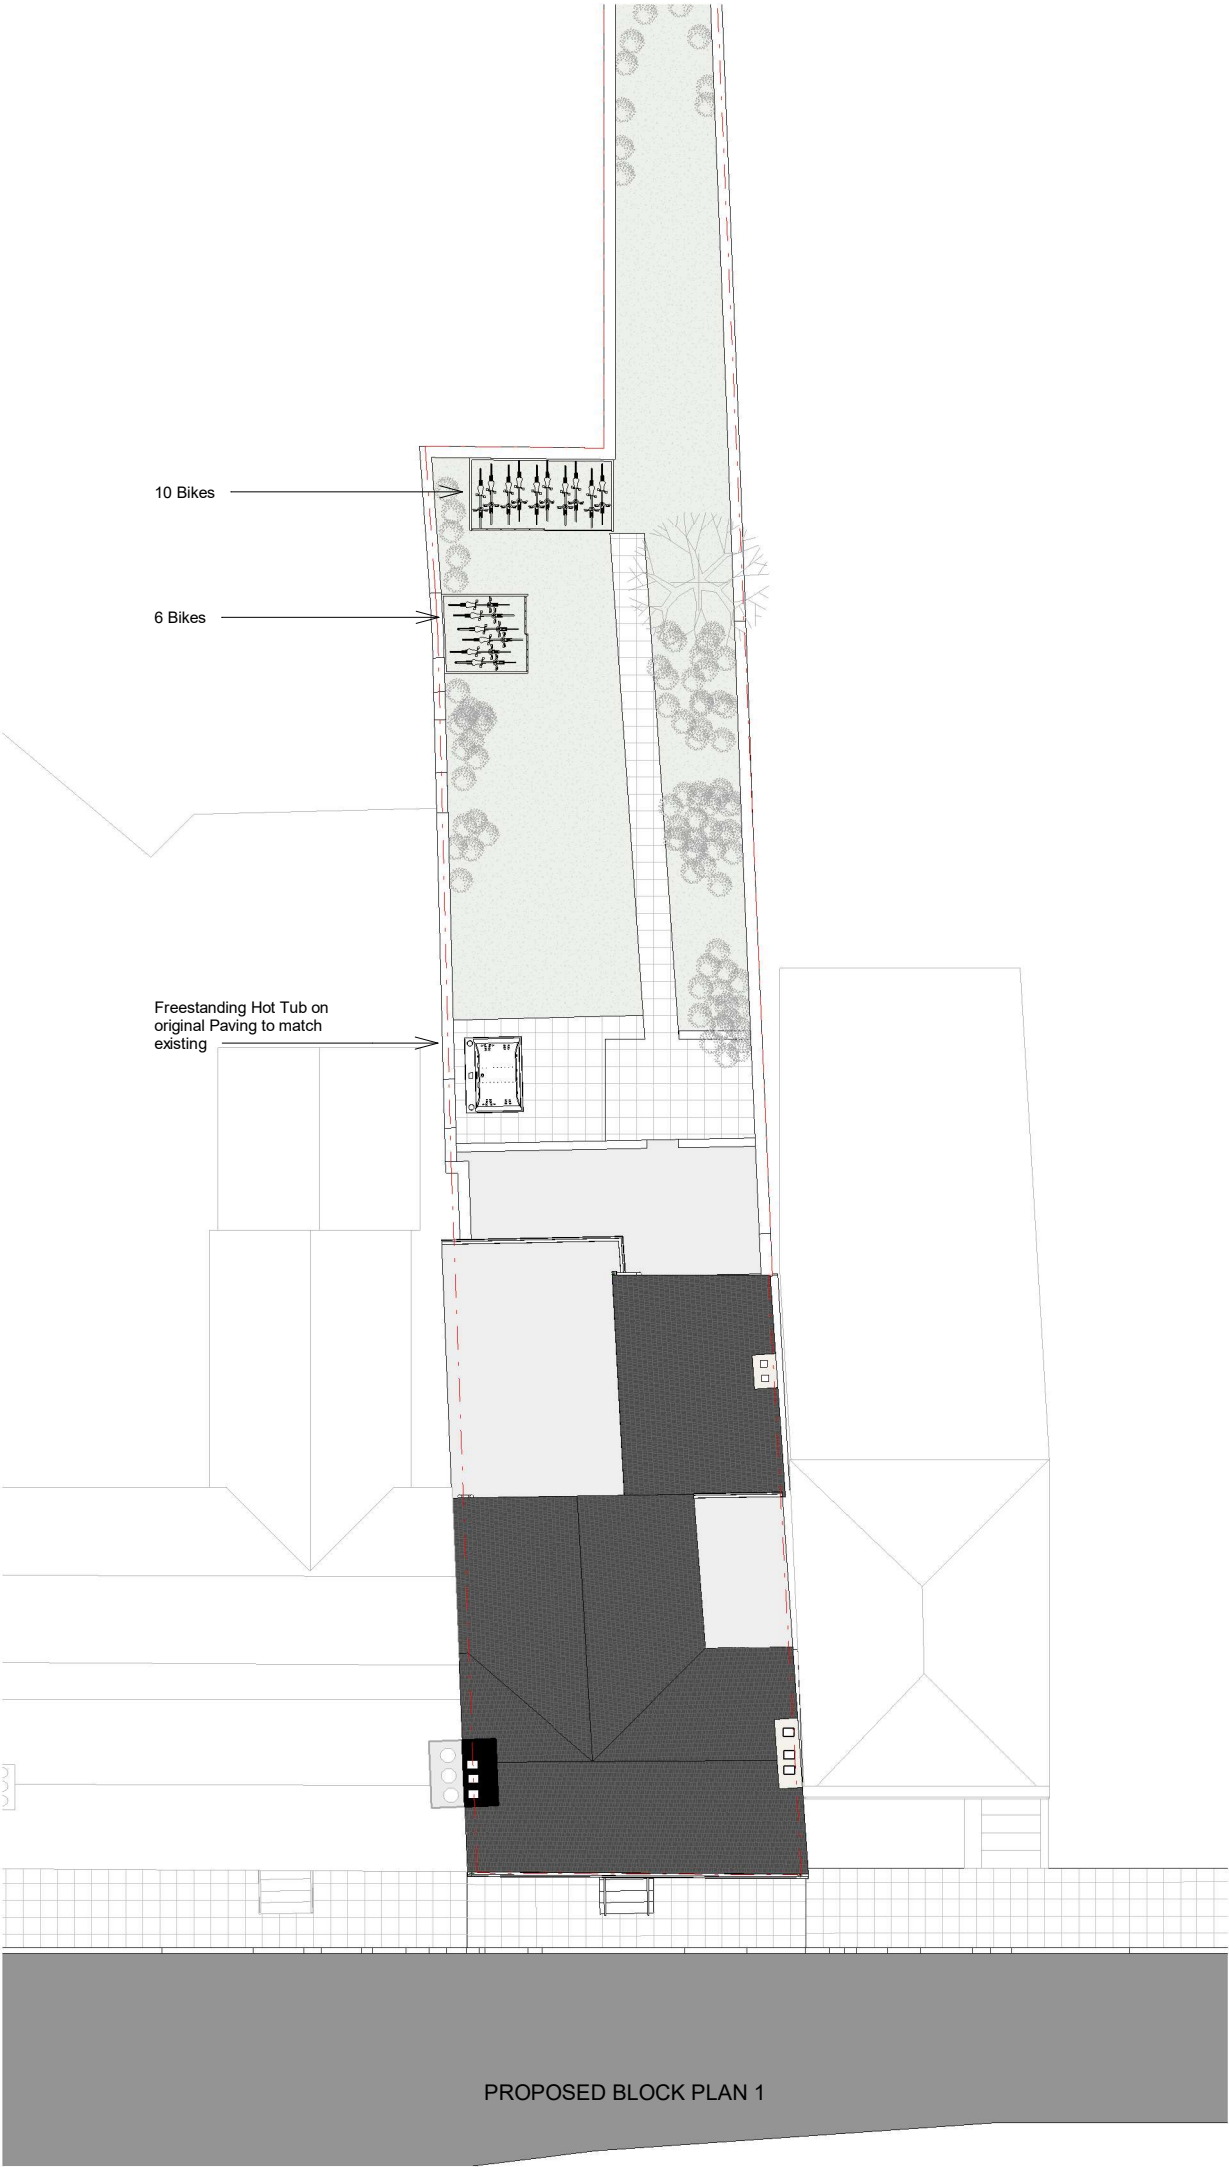 10 Bikes
6 Bikes
Freestanding Hot Tub on
original Paving to match
existing
PROPOSED BLOCK PLAN 1